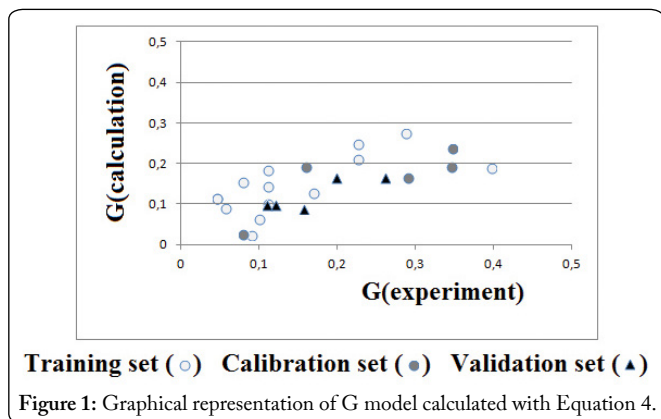 G(calculation)
0,5
0,4
0,3
0,2
0,1
0
0 0,1 0,2 0,3 0,4 0,5
G(experiment)
Training set ( ) Calibration set ( ) Validation set ( )
Figure 1: Graphical representation of G model calculated with Equation 4.